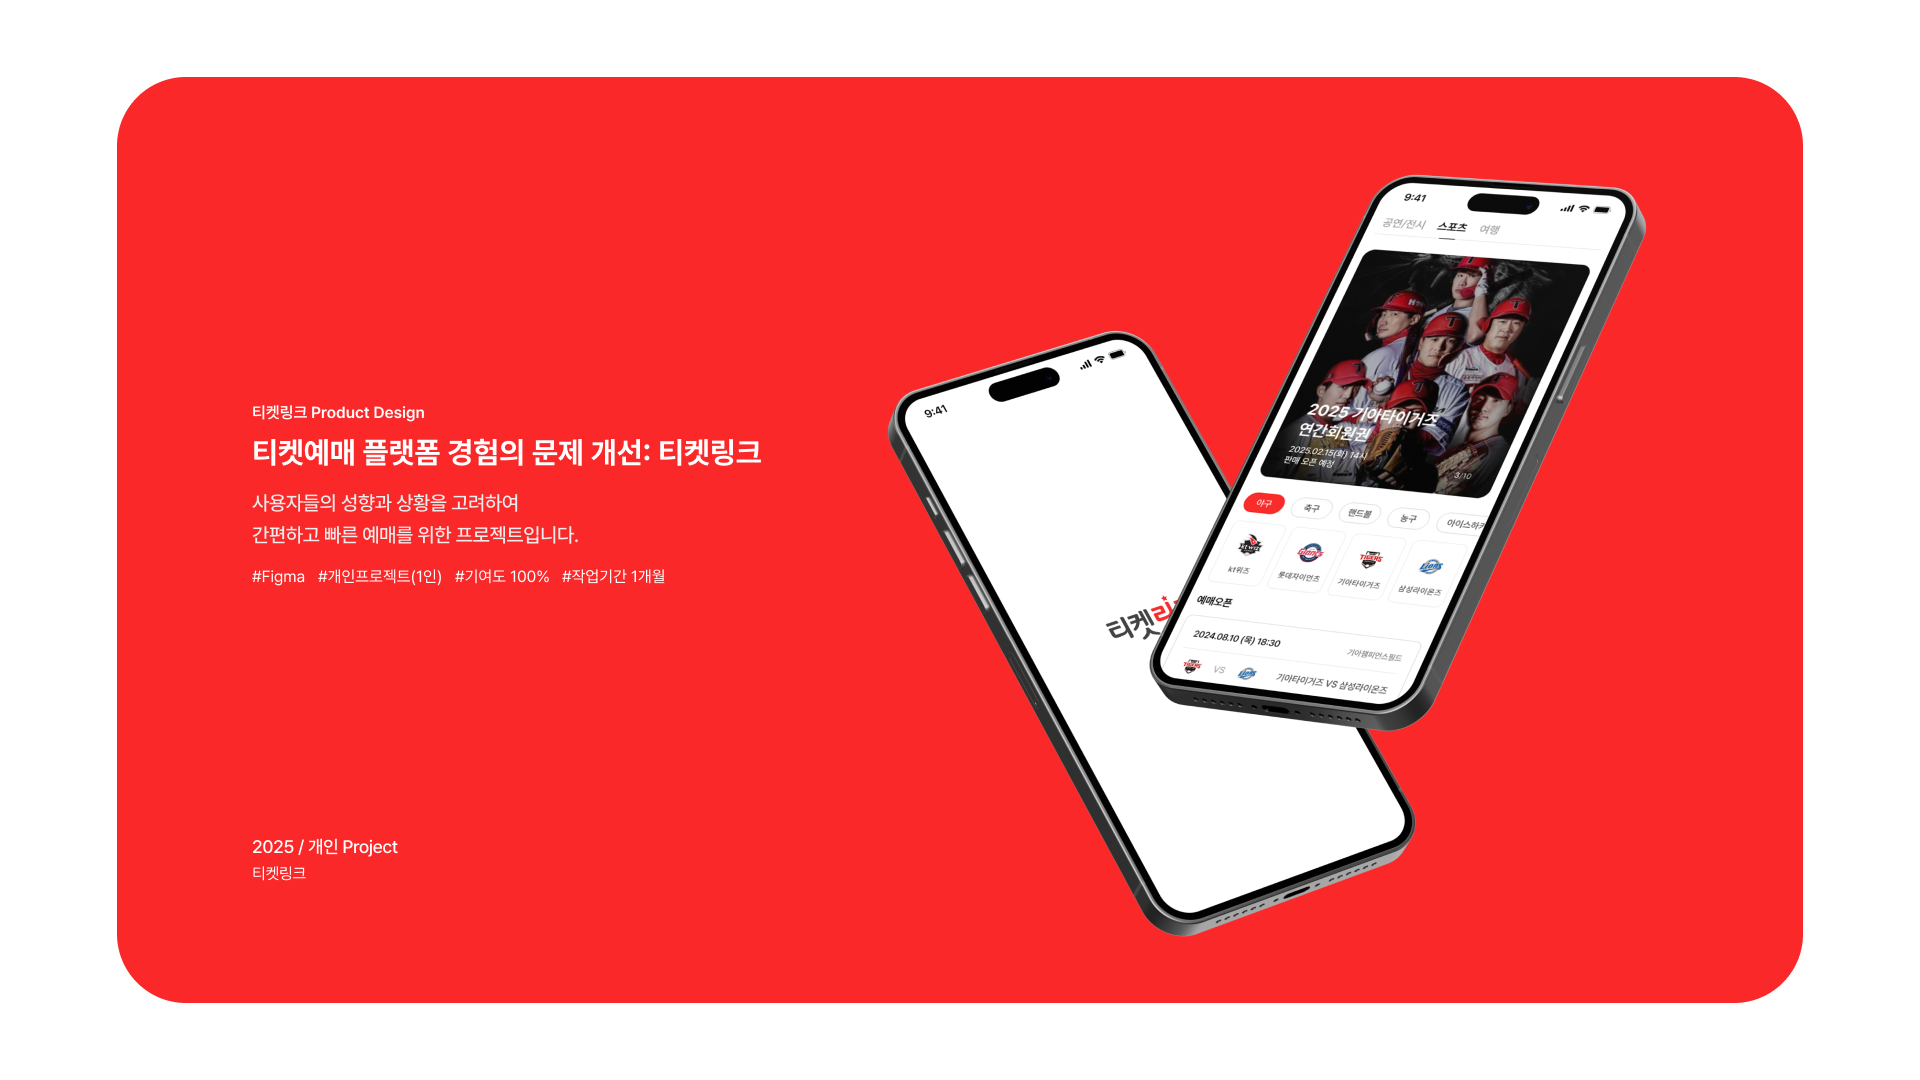 티켓링크 Product Design
티켓예매 플랫폼 경험의 문제 개선: 티켓링크
사용자들의 성향과 상황을 고려하여
간편하고 빠른 예매를 위한 프로젝트입니다.
#Figma #개인프로젝트(1인) #기여도 100% #작업기간 1개월
2025 / 개인 Project
티켓링크
9:41
티켓링
9:41
공연/전시 스포츠 여행
2025 기아타이거즈
연간회원권
2025.02.15(화) 14시
판매 오픈 예정
3/10
야구 축구 핸드볼 농구 아이스하키
kt위즈 롯데자이언츠 기아타이거즈 삼성라이온즈
예매오픈
2024.08.10 (목) 18:30
기아챔피언스필드
TIGERS VS Lions 기아타이거즈 VS 삼성라이온즈